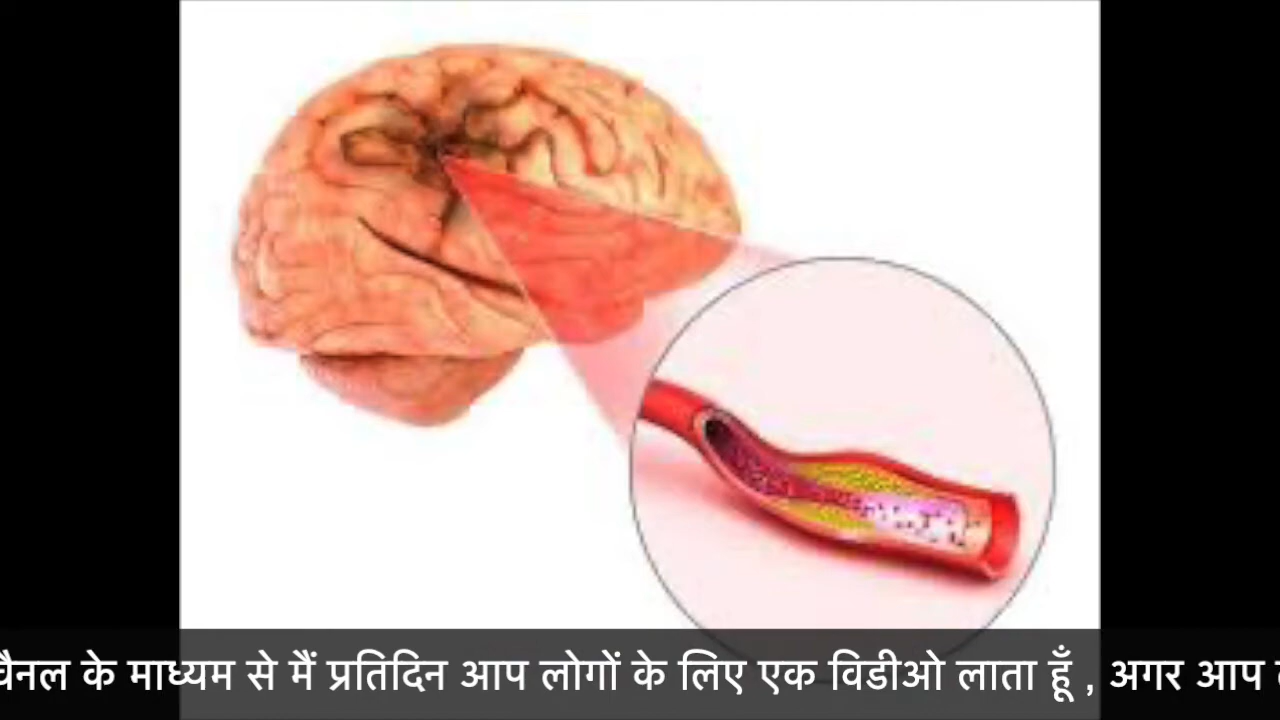 चैनल के माध्यम से मैं प्रतिदिन आप लोगों के लिए एक विडीओ लाता हूँ , अगर आप